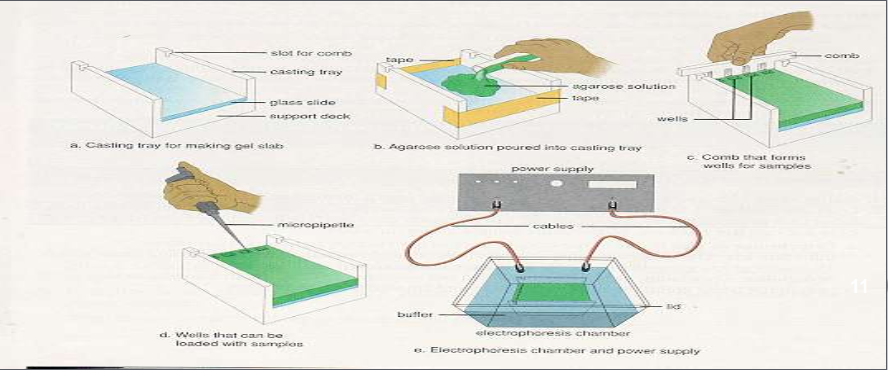 slot for comb
casting tray
glass slide
support deck
a. Casting tray for making gel slab
tape
agarose solution
tape
b. Agarose solution poured into casting tray
comb
wells
c. Comb that forms
wells for samples
micropipette
d. Wells that can be
loaded with samples
power supply
cables
buffer
lid
electrophoresis chamber
e. Electrophoresis chamber and power supply
11